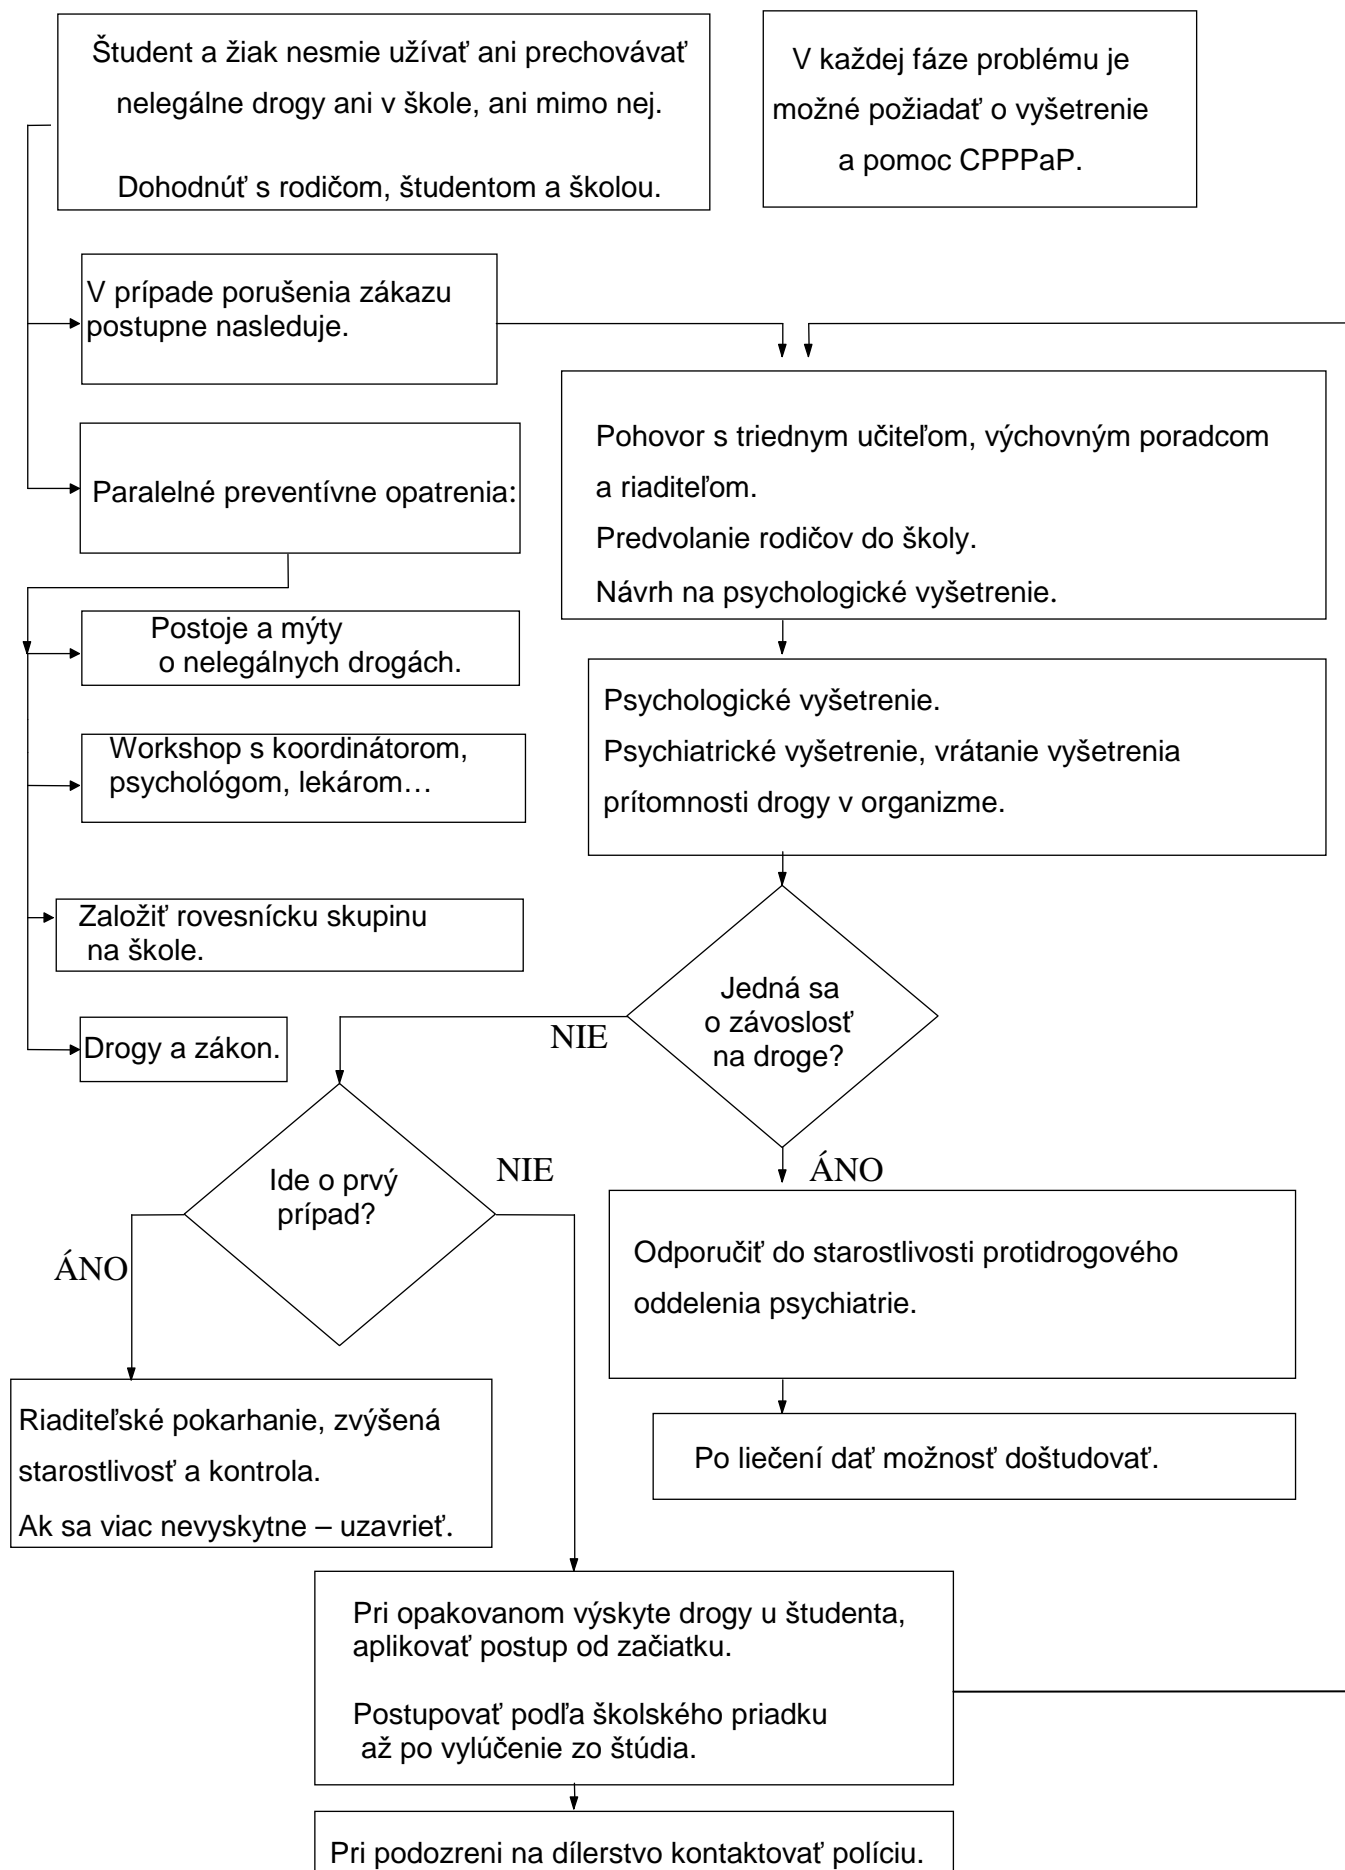 Študent a žiak nesmie užívať ani prechovávať
nelegálne drogy ani v škole, ani mimo nej.
Dohodnúť s rodičom, študentom a školou.
V každej fáze problému je
možné požiadať o vyšetrenie
a pomoc CPPPaP.
V prípade porušenia zákazu
postupne nasleduje.
Paralelné preventívne opatrenia:
Pohovor s triednym učiteľom, výchovným poradcom
a riaditeľom.
Predvolanie rodičov do školy.
Návrh na psychologické vyšetrenie.
Postoje a mýty
o nelegálnych drogách.
Workshop s koordinátorom,
psychológom, lekárom…
Založiť rovesnícku skupinu
na škole.
Drogy a zákon.
Psychologické vyšetrenie.
Psychiatrické vyšetrenie, vrátanie vyšetrenia
prítomnosti drogy v organizme.
Jedná sa
o závoslosť
na droge?
NIE
ÁNO
Ide o prvý
prípad?
NIE
ÁNO
Odporučiť do starostlivosti protidrogového
oddelenia psychiatrie.
Po liečení dať možnosť doštudovať.
Riaditeľské pokarhanie, zvýšená
starostlivosť a kontrola.
Ak sa viac nevyskytne – uzavrieť.
Pri opakovanom výskyte drogy u študenta,
aplikovať postup od začiatku.
Postupovať podľa školského priadku
až po vylúčenie zo štúdia.
Pri podozreni na dílerstvo kontaktovať políciu.